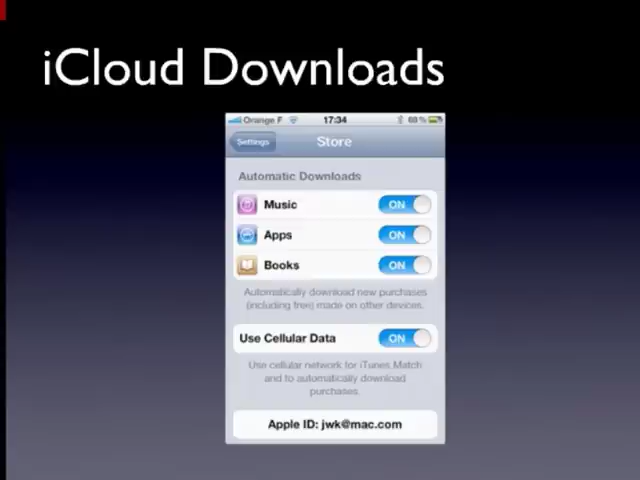 iCloud Downloads
Orange F 17:34 68 %
Settings Store
Automatic Downloads
Music ON
Apps ON
Books ON
Automatically download new purchases
(including free) made on other devices.
Use Cellular Data ON
Use cellular network for iTunes Match
and to automatically download
purchases.
Apple ID: jwk@mac.com